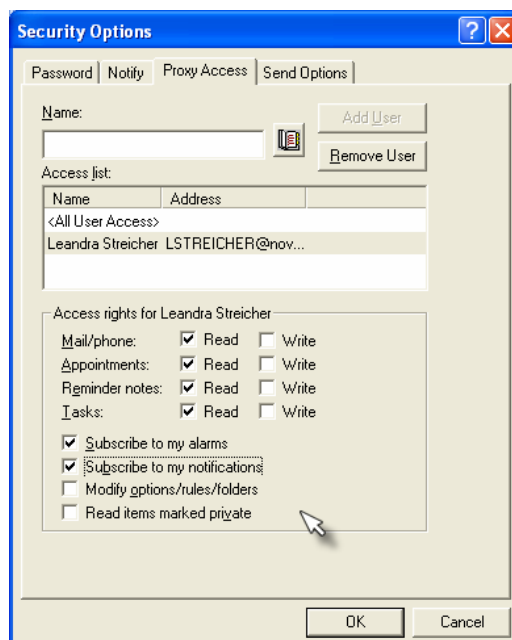 Security Options
Password Notify Proxy Access Send Options
Name:
Add User
Remove User
Access list:
Name Address
<All User Access>
Leandra Streicher LSTREICHER@nov...
Access rights for Leandra Streicher
Mail/phone: Read Write
Appointments: Read Write
Reminder notes: Read Write
Tasks: Read Write
Subscribe to my alarms
Subscribe to my notifications
Modify options/rules/folders
Read items marked private
OK Cancel